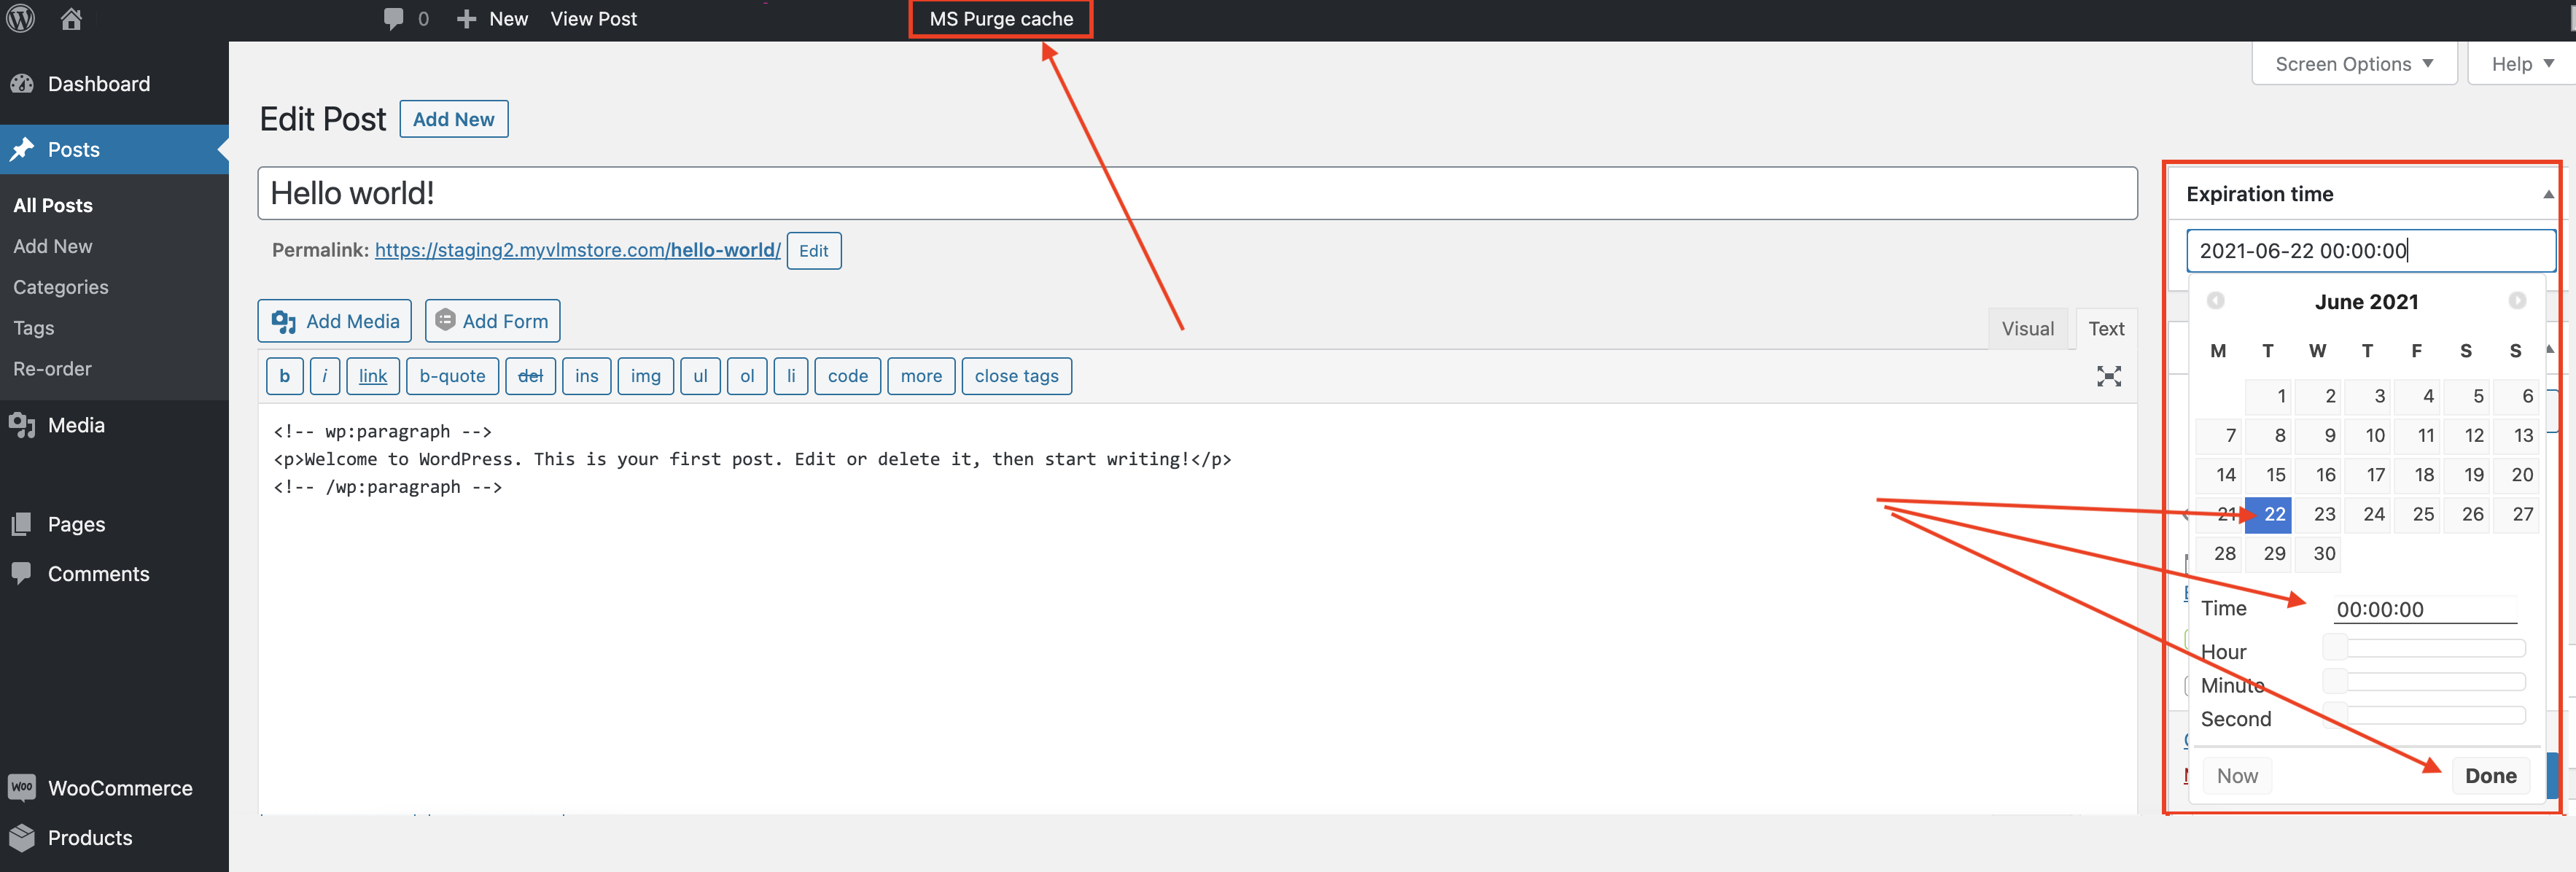 0 New View Post MS Purge cache
Screen Options Help
Dashboard
Posts
All Posts
Add New
Categories
Tags
Re-order
Media
Pages
Comments
WooCommerce
Products
Edit Post Add New
Hello world!
Permalink: https://staging2.myvlmstore.com/hello-world/ Edit
Add Media Add Form
Visual Text
b i link b-quote del ins img ul ol li code more close tags
<!-- wp:paragraph -->
<p>Welcome to WordPress. This is your first post. Edit or delete it, then start writing!</p>
<!-- /wp:paragraph -->
Expiration time
2021-06-22 00:00:00
June 2021
M T W T F S S
1 2 3 4 5 6
7 8 9 10 11 12 13
14 15 16 17 18 19 20
21 22 23 24 25 26 27
28 29 30
Time 00:00:00
Hour
Minute
Second
Now Done